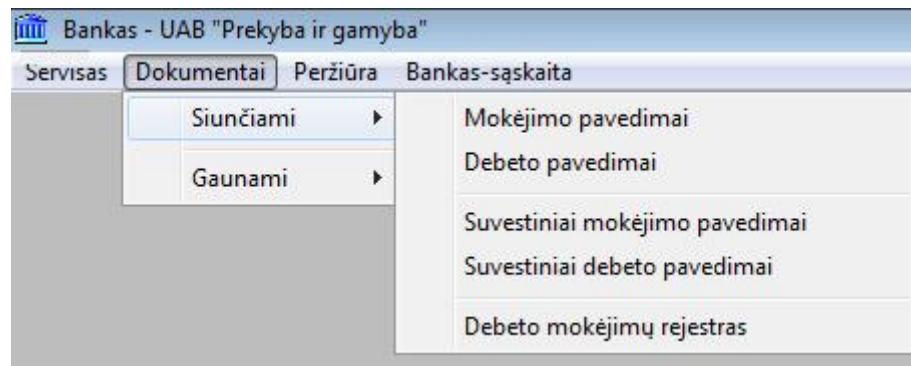 Bankas - UAB "Prekyba ir gamyba"
Servisas Dokumentai Peržiūra Bankas-sąskaita
Siunčiami
Gaunami
Mokėjimo pavedimai
Debeto pavedimai
Suvestiniai mokėjimo pavedimai
Suvestiniai debeto pavedimai
Debeto mokėjimų rejestras